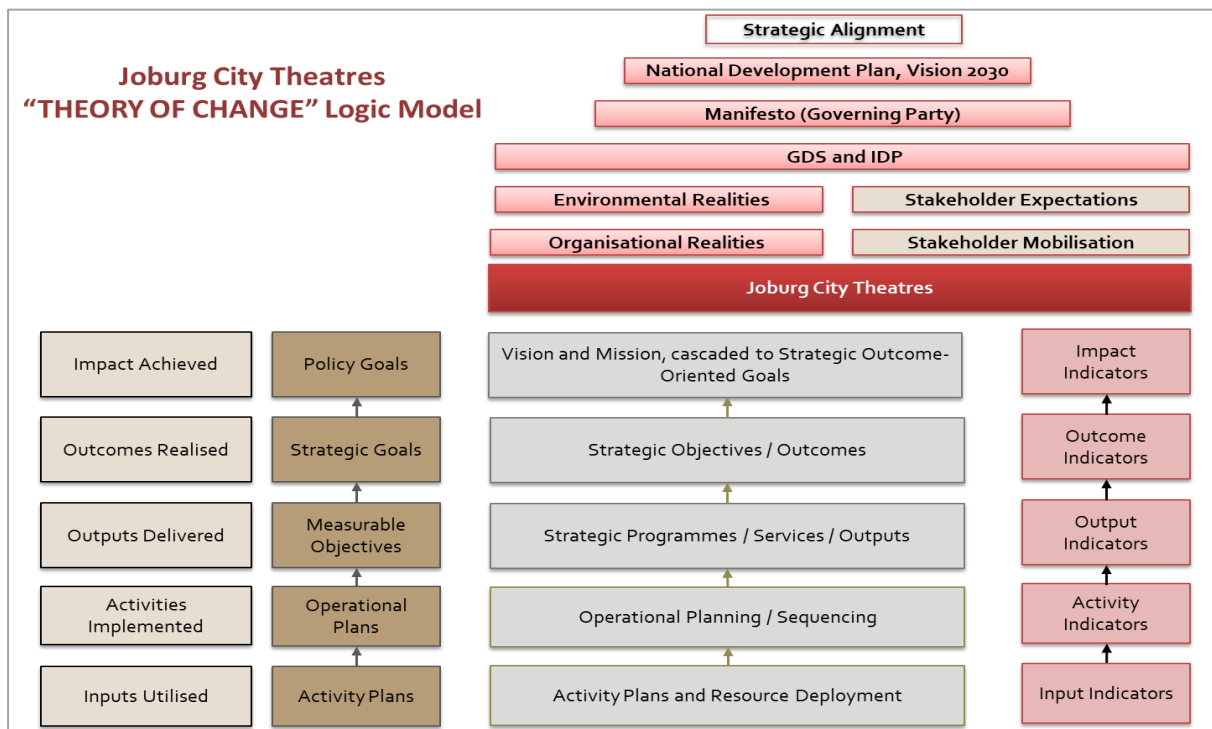 Strategic Alignment
Joburg City Theatres
"THEORY OF CHANGE" Logic Model
National Development Plan, Vision 2030
Manifesto (Governing Party)
GDS and IDP
Environmental Realities
Stakeholder Expectations
Organisational Realities
Stakeholder Mobilisation
Joburg City Theatres
Impact Achieved
Policy Goals
Vision and Mission, cascaded to Strategic Outcome-
Oriented Goals
Impact
Indicators
Outcomes Realised
Strategic Goals
Strategic Objectives / Outcomes
Outcome
Indicators
Outputs Delivered
Measurable
Objectives
Strategic Programmes / Services / Outputs
Output
Indicators
Activities
Implemented
Operational
Plans
Operational Planning / Sequencing
Activity
Indicators
Inputs Utilised
Activity Plans
Activity Plans and Resource Deployment
Input Indicators